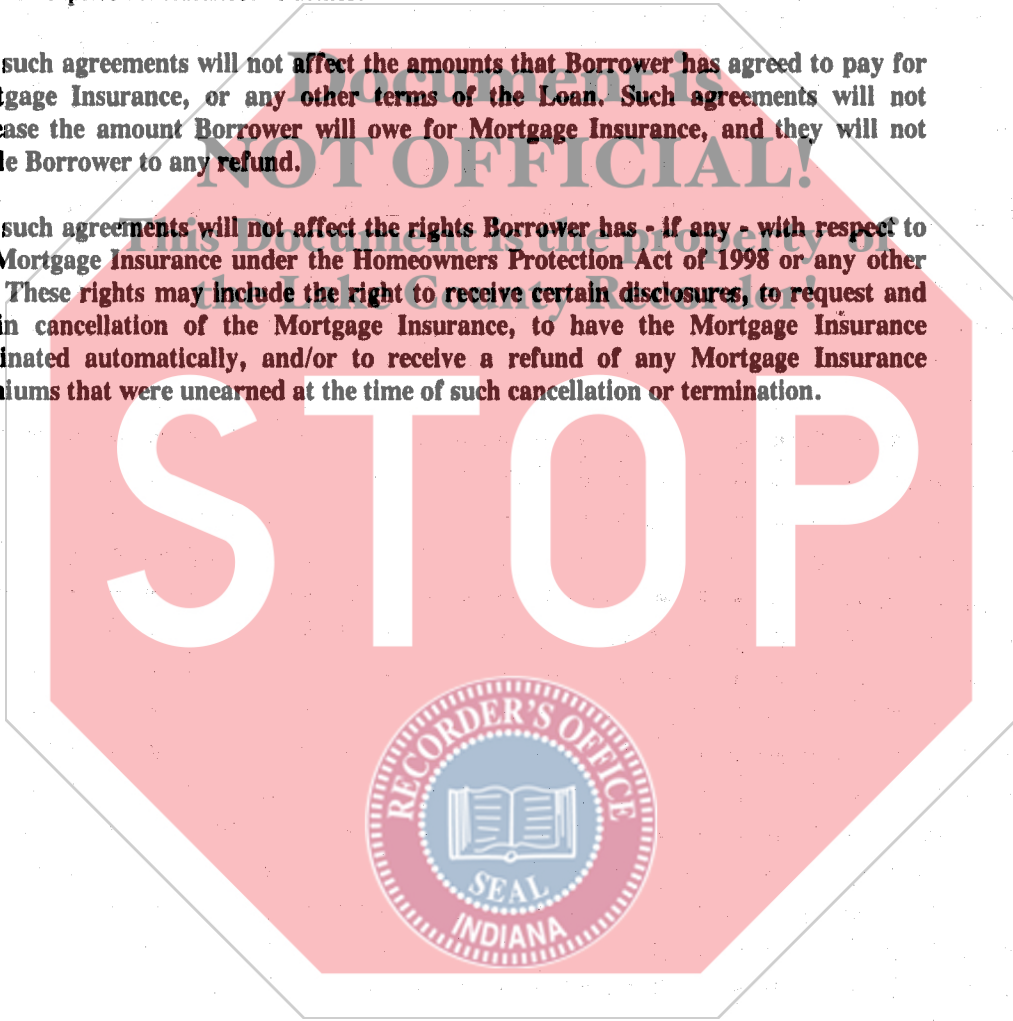 such agreements will not affect the amounts that Borrower has agreed to pay for
tgage Insurance, or any other terms of the Loan. Such agreements will not
ase the amount Borrower will owe for Mortgage Insurance, and they will not
le Borrower to any refund.
such agreements will not affect the rights Borrower has - if any - with respect to
Mortgage Insurance under the Homeowners Protection Act of 1998 or any other
These rights may include the right to receive certain disclosures, to request and
in cancellation of the Mortgage Insurance, to have the Mortgage Insurance
inated automatically, and/or to receive a refund of any Mortgage Insurance
iums that were unearned at the time of such cancellation or termination.
Document is
NOT OFFICIAL!
This Document is the property of
the Lake County Recorder!
STOP
RECORDER'S OFFICE
SEAL
INDIANA